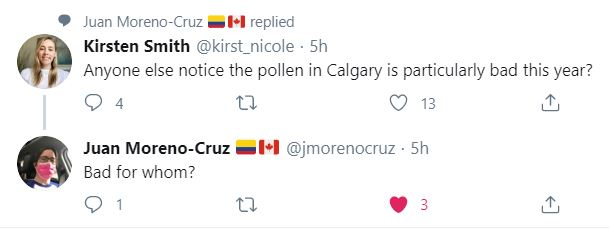 Juan Moreno-Cruz 🇨🇴🇨🇦 replied
Kirsten Smith @kirst_nicole · 5h
Anyone else notice the pollen in Calgary is particularly bad this year?
4 13
Juan Moreno-Cruz 🇨🇴🇨🇦 @jmorenocruz · 5h
Bad for whom?
1 3